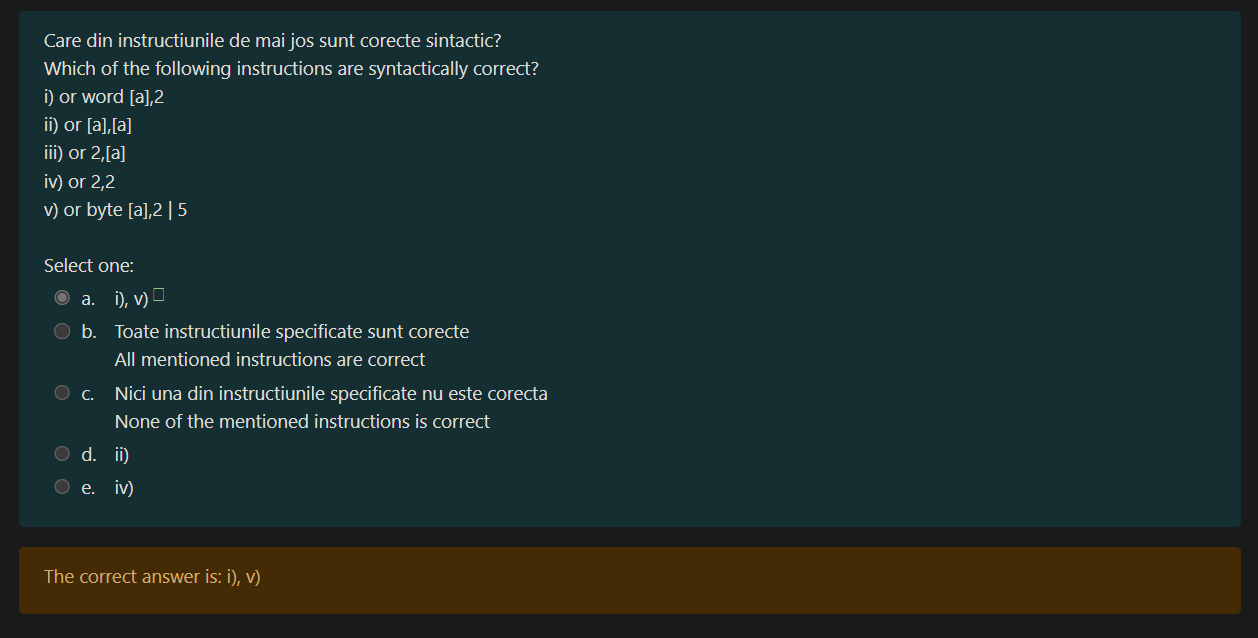 Care din instructiunile de mai jos sunt corecte sintactic?
Which of the following instructions are syntactically correct?
i) or word [a],2
ii) or [a],[a]
iii) or 2,[a]
iv) or 2,2
v) or byte [a],2 | 5
Select one:
a. i), v)
b. Toate instructiunile specificate sunt corecte
All mentioned instructions are correct
c. Nici una din instructiunile specificate nu este corecta
None of the mentioned instructions is correct
d. ii)
e. iv)
The correct answer is: i), v)